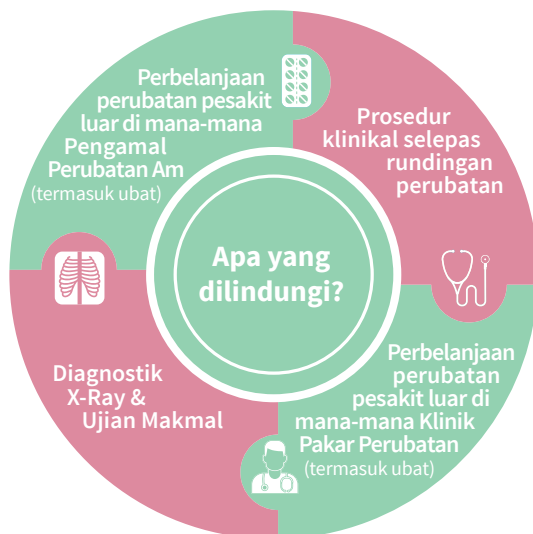 Perbelanjaan
perubatan pesakit
luar di mana-mana
Pengamal
Perubatan Am
(termasuk ubat)
Prosedur
klinikal selepas
rundingan
perubatan
Apa yang
dilindungi?
Diagnostik
X-Ray &
Ujian Makmal
Perbelanjaan
perubatan
pesakit luar di
mana-mana Klinik
Pakar Perubatan
(termasuk ubat)